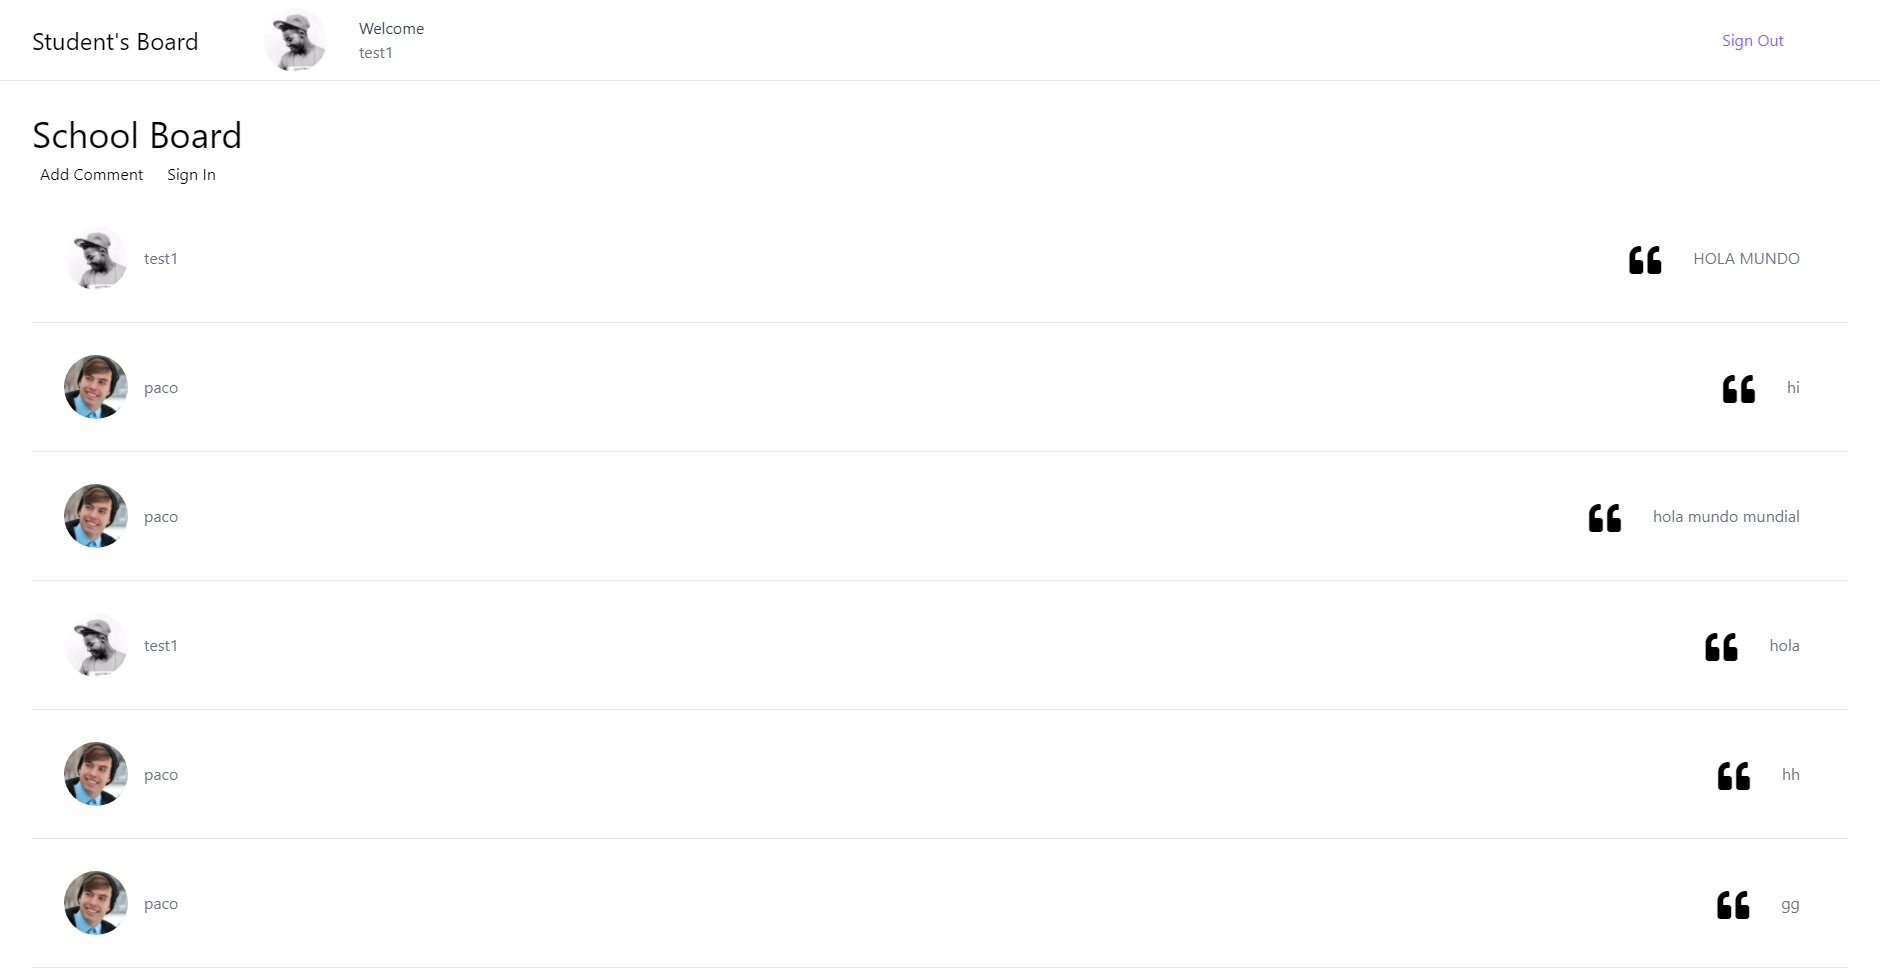 Student's Board
Welcome
test1
Sign Out
School Board
Add Comment Sign In
test1 HOLA MUNDO
paco hi
paco hola mundo mundial
test1 hola
paco hh
paco gg